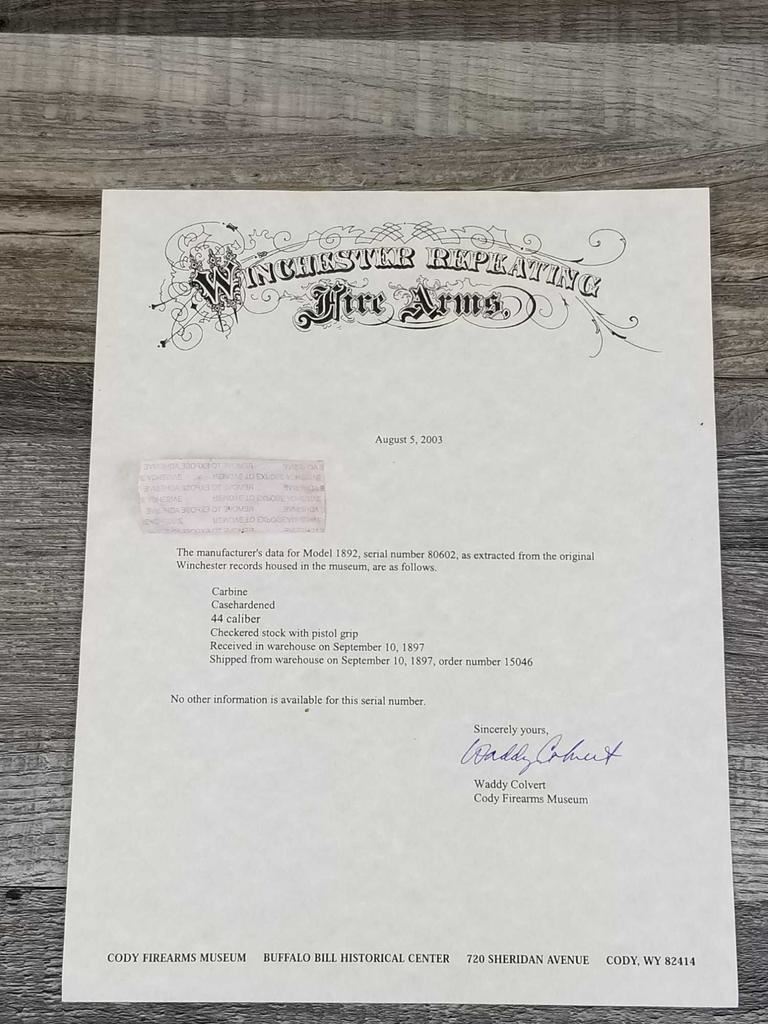 WINCHESTER REPEATING
Fire Arms.
August 5, 2003
REMOVE TO EXPOSE ADHESIVE
The manufacturer's data for Model 1892, serial number 80602, as extracted from the original
Winchester records housed in the museum, are as follows.
Carbine
Casehardened
44 caliber
Checkered stock with pistol grip
Received in warehouse on September 10, 1897
Shipped from warehouse on September 10, 1897, order number 15046
No other information is available for this serial number.
Sincerely yours,
Waddy Colvert
Waddy Colvert
Cody Firearms Museum
CODY FIREARMS MUSEUM BUFFALO BILL HISTORICAL CENTER 720 SHERIDAN AVENUE CODY, WY 82414